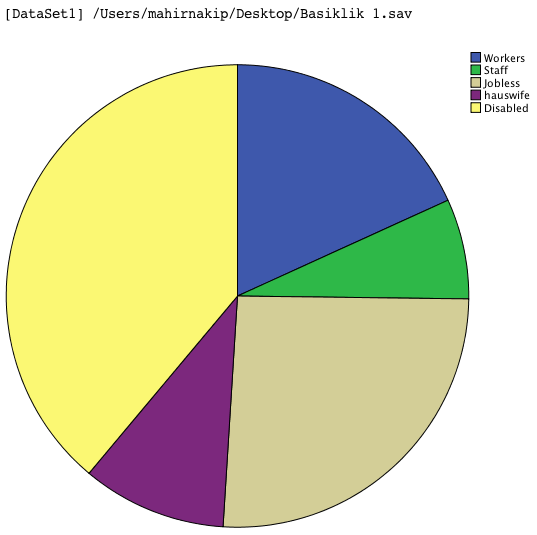 [DataSet1] /Users/mahirnakip/Desktop/Basiklik 1.sav
Workers
Staff
Jobless
hauswife
Disabled